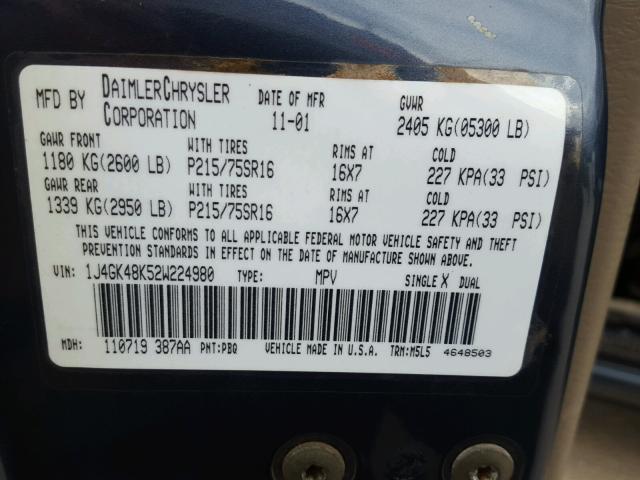 MFD BY DAIMLERCHRYSLER CORPORATION DATE OF MFR 11-01 GVWR 2405 KG(05300 LB)
GAWR FRONT WITH TIRES RIMS AT COLD
1180 KG(2600 LB) P215/75SR16 16X7 227 KPA(33 PSI)
GAWR REAR WITH TIRES RIMS AT COLD
1339 KG(2950 LB) P215/75SR16 16X7 227 KPA(33 PSI)
THIS VEHICLE CONFORMS TO ALL APPLICABLE FEDERAL MOTOR VEHICLE SAFETY AND THEFT
PREVENTION STANDARDS IN EFFECT ON THE DATE OF MANUFACTURE SHOWN ABOVE.
VIN: 1J4GK48K52W224980 TYPE: MPV SINGLE X DUAL
MDH: 110719 387AA PNT:PBQ VEHICLE MADE IN U.S.A. TRM:M5L5 4648503